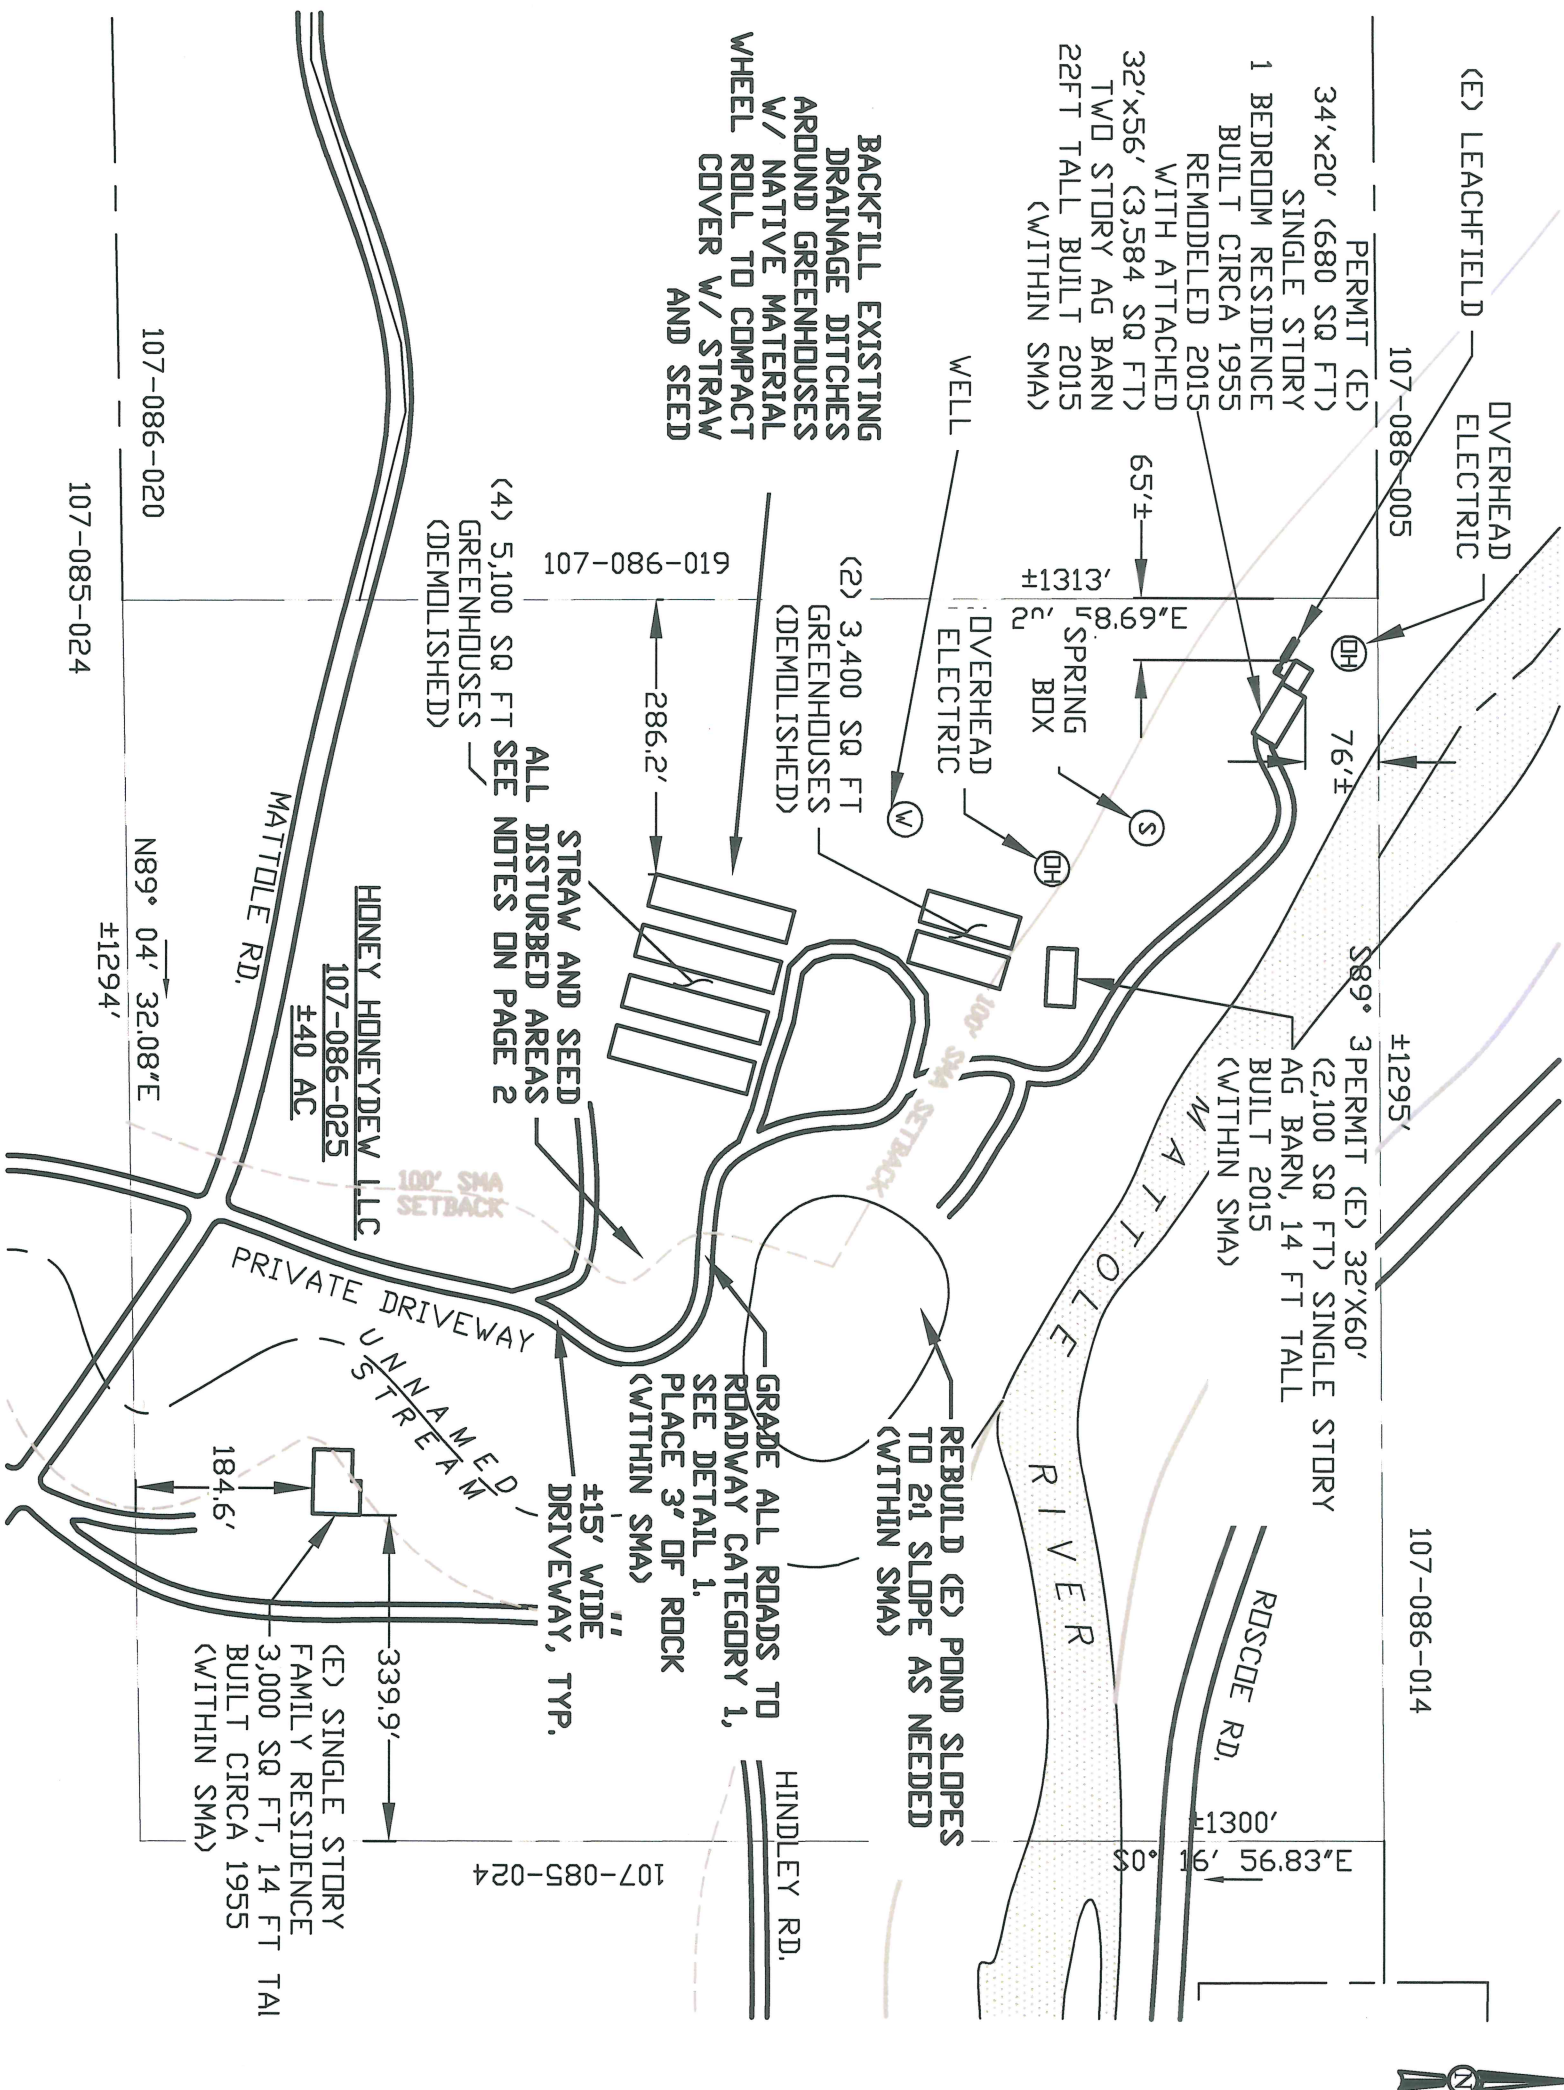 (E) LEACHFIELD
OVERHEAD
ELECTRIC
107-086-005
PERMIT (E)
34'x20' (680 SQ FT)
SINGLE STORY
1 BEDROOM RESIDENCE
BUILT CIRCA 1955
REMODELED 2015
WITH ATTACHED
32'x56' (3,584 SQ FT)
TWO STORY AG BARN
22FT TALL BUILT 2015
(WITHIN SMA)
65'±
±1313'
58.69"E
OH
76'±
SPRING
BOX
S
OVERHEAD
ELECTRIC
OH
WELL
W
(2) 3,400 SQ FT
GREENHOUSES
(DEMOLISHED)
BACKFILL EXISTING
DRAINAGE DITCHES
AROUND GREENHOUSES
W/ NATIVE MATERIAL
WHEEL ROLL TO COMPACT
COVER W/ STRAW
AND SEED
107-086-019
286.2'
(4) 5,100 SQ FT
GREENHOUSES
(DEMOLISHED)
STRAW AND SEED
ALL DISTURBED AREAS
SEE NOTES ON PAGE 2
107-086-020
107-085-024
MATTOLE RD.
N89° 04' 32.08"E
±1294'
HONEY HONEYDEW LLC
107-086-025
±40 AC
100' SMA
SETBACK
100' SMA SETBACK
±1295'
S89° 3
PERMIT (E) 32'X60'
(2,100 SQ FT) SINGLE STORY
AG BARN, 14 FT TALL
BUILT 2015
(WITHIN SMA)
MATTOLE RIVER
107-086-014
ROSCOE RD.
±1300'
S0° 16' 56.83"E
REBUILD (E) POND SLOPES
TO 2:1 SLOPE AS NEEDED
(WITHIN SMA)
GRADE ALL ROADS TO
ROADWAY CATEGORY 1,
SEE DETAIL 1.
PLACE 3" OF ROCK
(WITHIN SMA)
±15' WIDE
DRIVEWAY, TYP.
HINDLEY RD.
107-085-024
PRIVATE DRIVEWAY
UNNAMED
STREAM
184.6'
339.9'
(E) SINGLE STORY
FAMILY RESIDENCE
3,000 SQ FT, 14 FT TAL
BUILT CIRCA 1955
(WITHIN SMA)
N